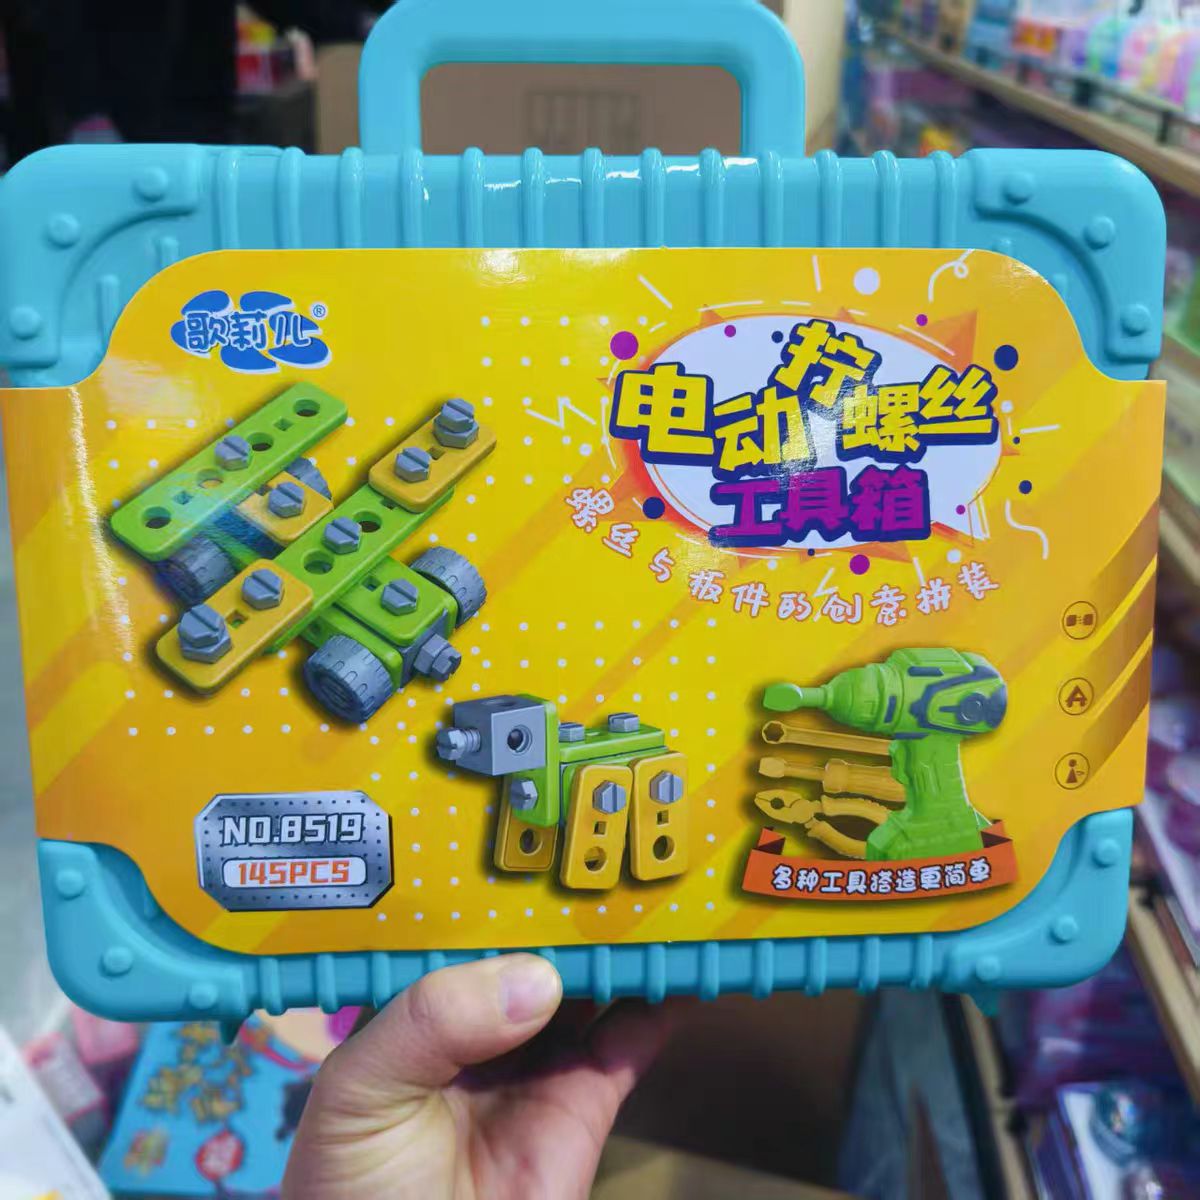 歌莉儿®
电动拧螺丝
工具箱
螺丝与板件的创意拼装
NO.8519
145PCS
多种工具搭造更简单